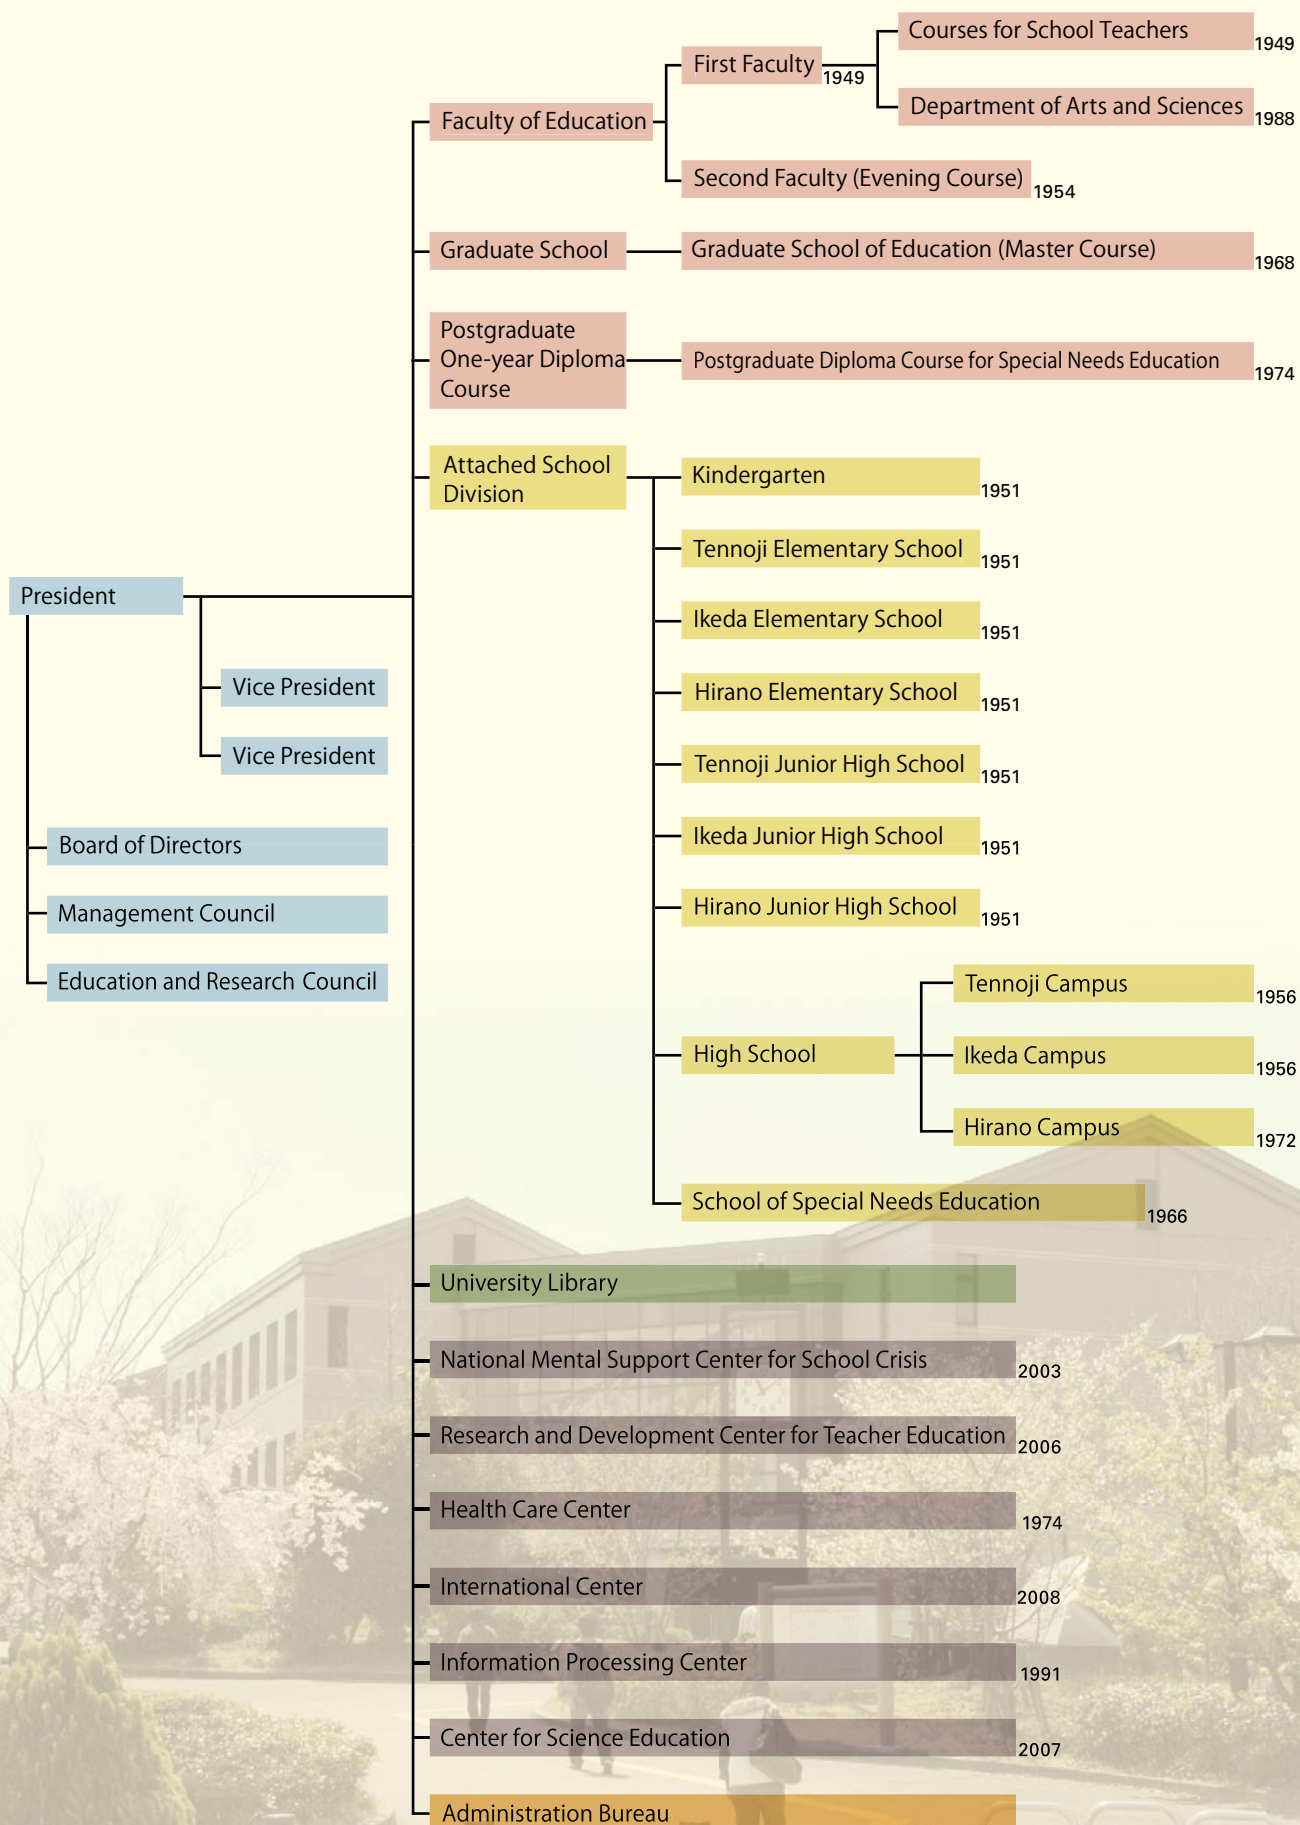 Courses for School Teachers
1949
First Faculty
1949
Department of Arts and Sciences
1988
Faculty of Education
Second Faculty (Evening Course)
1954
Graduate School
Graduate School of Education (Master Course)
1968
Postgraduate
One-year Diploma
Course
Postgraduate Diploma Course for Special Needs Education
1974
Attached School
Division
Kindergarten
1951
Tennoji Elementary School
1951
Ikeda Elementary School
1951
Hirano Elementary School
1951
Tennoji Junior High School
1951
Ikeda Junior High School
1951
Hirano Junior High School
1951
High School
Tennoji Campus
1956
Ikeda Campus
1956
Hirano Campus
1972
School of Special Needs Education
1966
President
Vice President
Vice President
Board of Directors
Management Council
Education and Research Council
University Library
National Mental Support Center for School Crisis
2003
Research and Development Center for Teacher Education
2006
Health Care Center
1974
International Center
2008
Information Processing Center
1991
Center for Science Education
2007
Administration Bureau